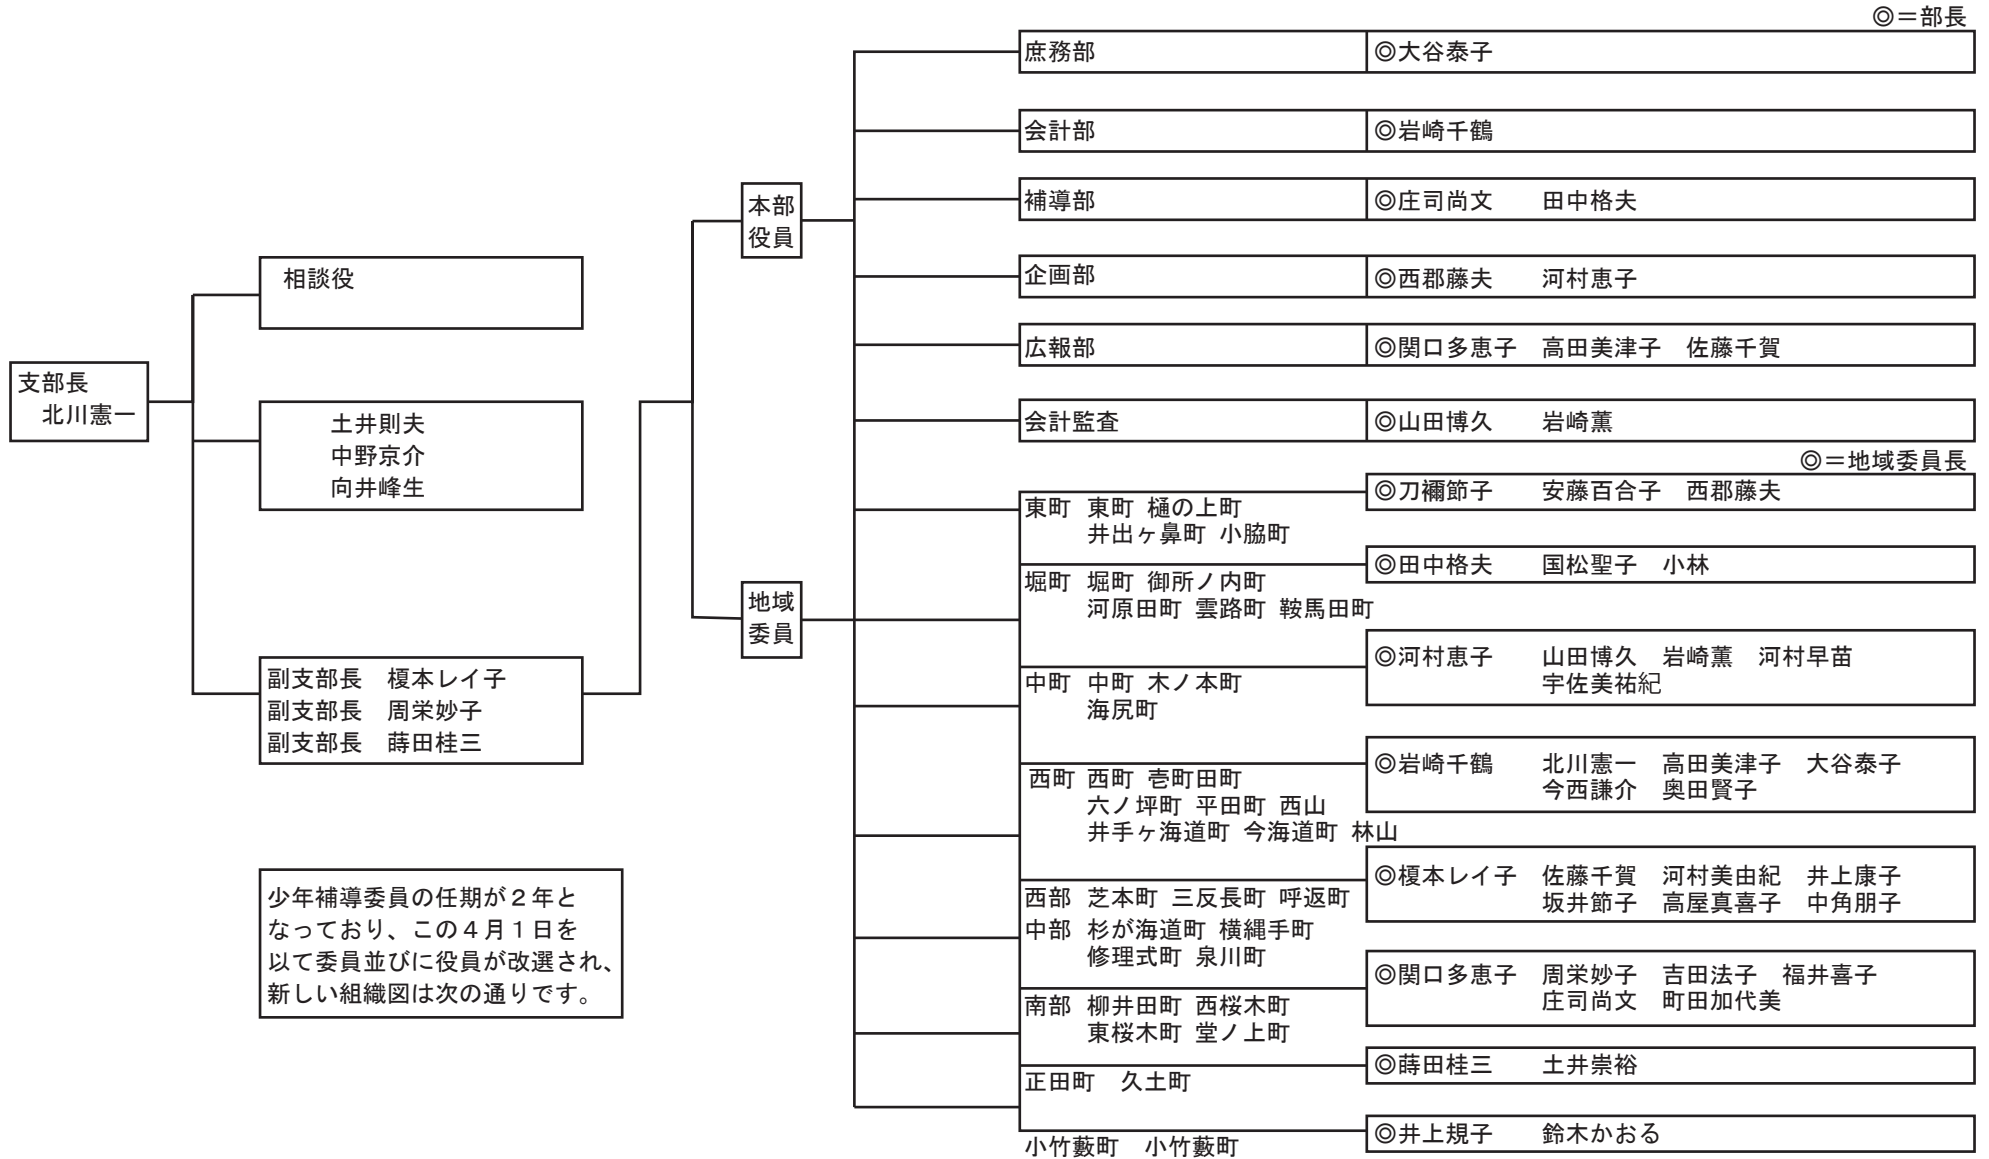 ◎＝部長
庶務部 ◎大谷泰子
会計部 ◎岩崎千鶴
補導部 ◎庄司尚文 田中格夫
企画部 ◎西郡藤夫 河村恵子
広報部 ◎関口多恵子 高田美津子 佐藤千賀
会計監査 ◎山田博久 岩崎薫
本部
役員
相談役
支部長
北川憲一
土井則夫
中野京介
向井峰生
副支部長 榎本レイ子
副支部長 周栄妙子
副支部長 蒔田桂三
地域
委員
◎＝地域委員長
◎刀禰節子 安藤百合子 西郡藤夫
東町 東町 樋の上町
井出ヶ鼻町 小脇町
◎田中格夫 国松聖子 小林
堀町 堀町 御所ノ内町
河原田町 雲路町 鞍馬田町
◎河村恵子 山田博久 岩崎薫 河村早苗
宇佐美祐紀
中町 中町 木ノ本町
海尻町
◎岩崎千鶴 北川憲一 高田美津子 大谷泰子
今西謙介 奥田賢子
西町 西町 壱町田町
六ノ坪町 平田町 西山
井手ヶ海道町 今海道町 林山
◎榎本レイ子 佐藤千賀 河村美由紀 井上康子
坂井節子 高屋真喜子 中角朋子
西部 芝本町 三反長町 呼返町
中部 杉が海道町 横縄手町
修理式町 泉川町
◎関口多恵子 周栄妙子 吉田法子 福井喜子
庄司尚文 町田加代美
南部 柳井田町 西桜木町
東桜木町 堂ノ上町
◎蒔田桂三 土井崇裕
正田町 久土町
◎井上規子 鈴木かおる
小竹藪町 小竹藪町
少年補導委員の任期が２年と
なっており、この４月１日を
以て委員並びに役員が改選され、
新しい組織図は次の通りです。